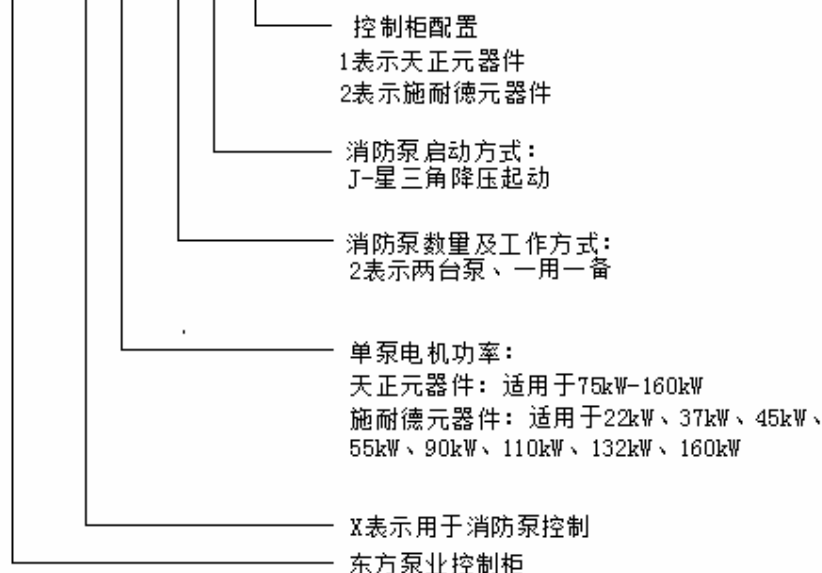 控制柜配置
1表示天正元器件
2表示施耐德元器件
消防泵启动方式：
J-星三角降压起动
消防泵数量及工作方式：
2表示两台泵、一用一备
单泵电机功率：
天正元器件：适用于75kW-160kW
施耐德元器件：适用于22kW、37kW、45kW、
55kW、90kW、110kW、132kW、160kW
X表示用于消防泵控制
东方泵业控制柜